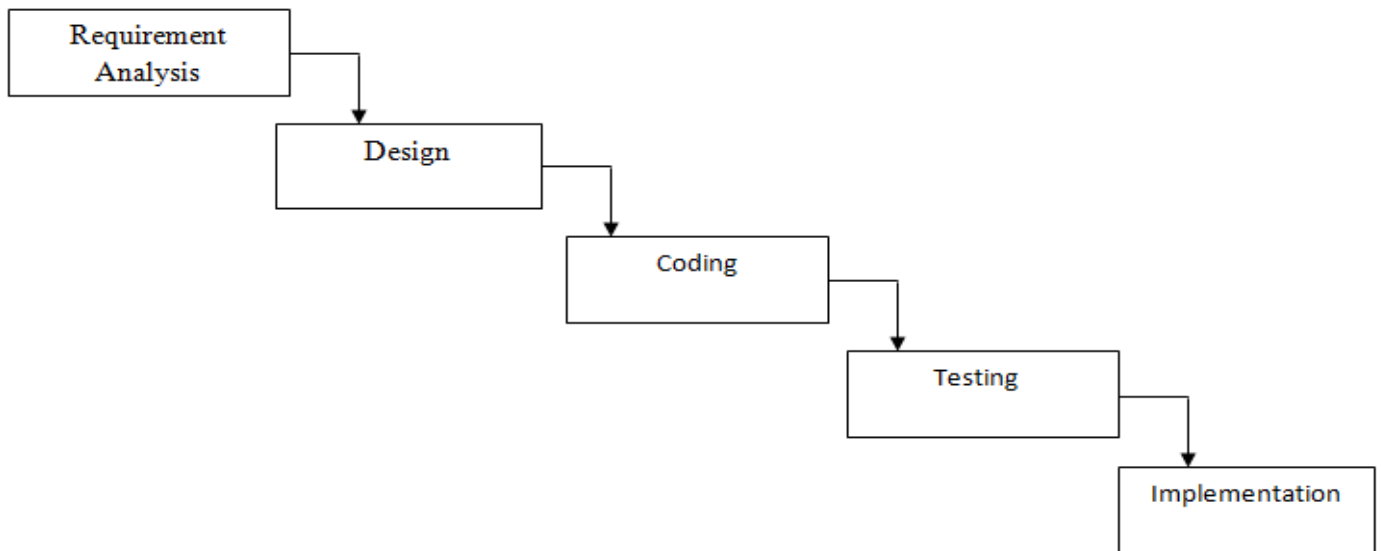 Requirement
Analysis
Design
Coding
Testing
Implementation